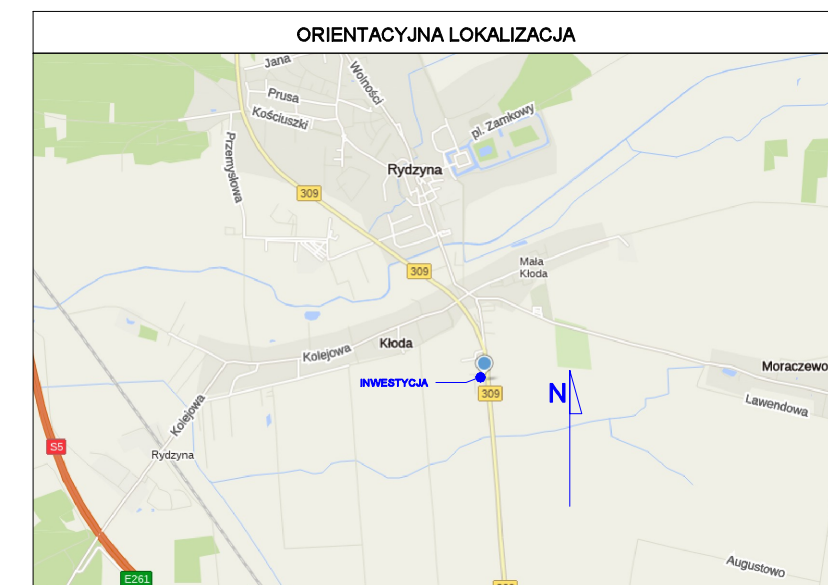 ORIENTACYJNA LOKALIZACJA
Jana
Wolności
Prusa
Kościuszki
pl. Zamkowy
Przemysłowa
Rydzyna
309
309
Mała
Kłoda
Kłoda
Kolejowa
INWESTYCJA
309
N
Moraczewo
Lawendowa
Kolejowa
S5
Rydzyna
Augustowo
E261